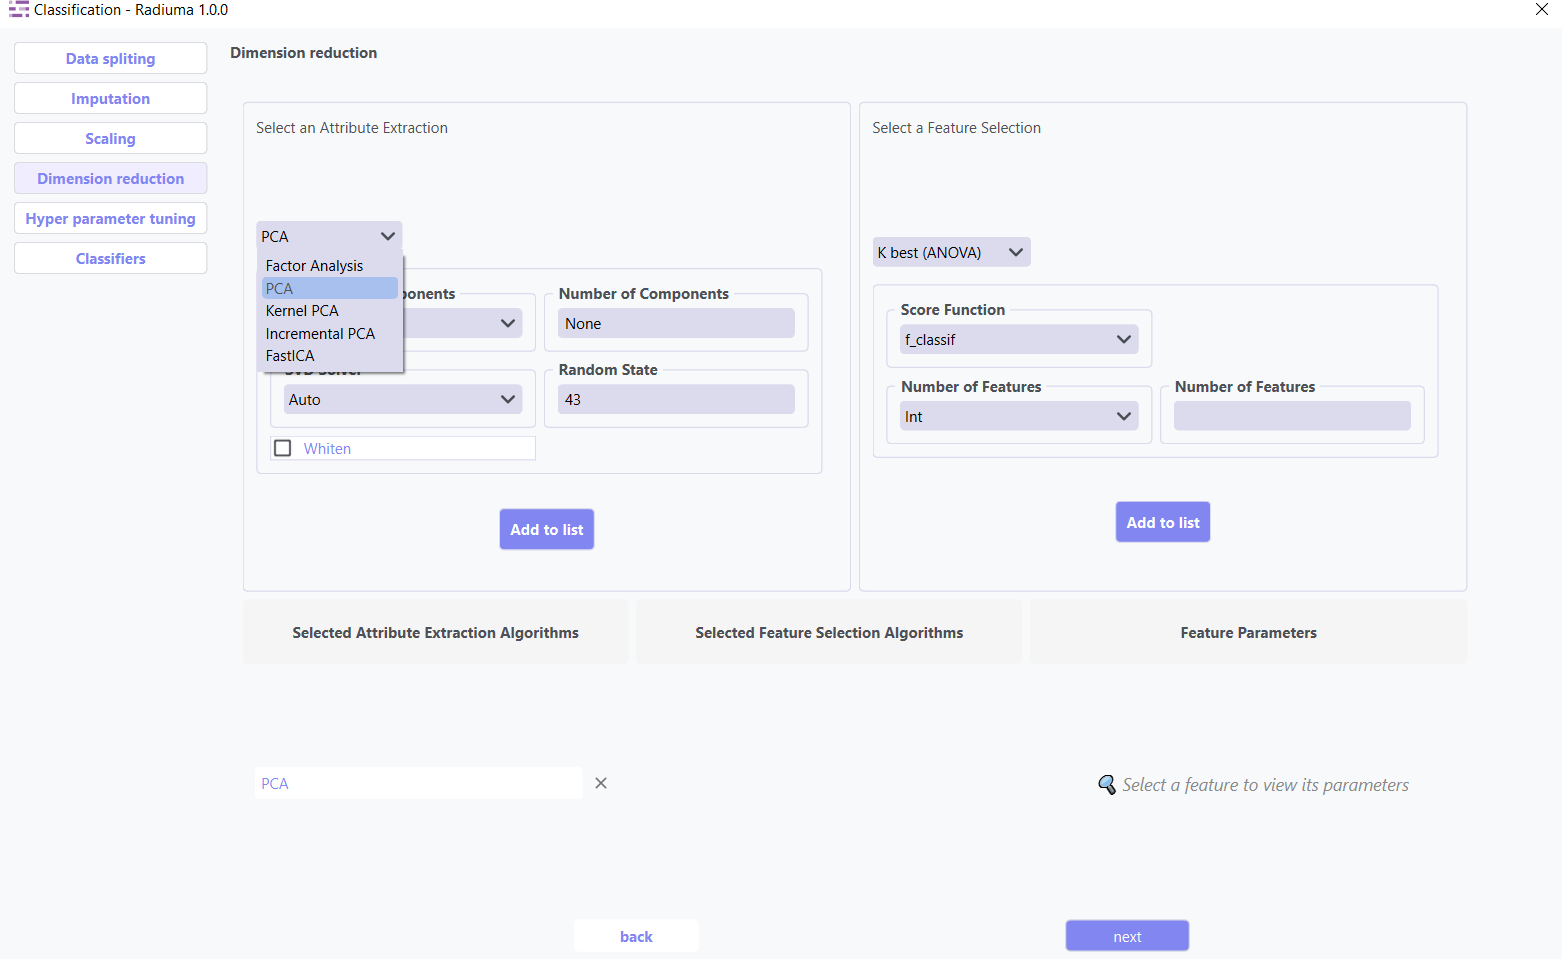 Classification - Radiuma 1.0.0
Data spliting
Imputation
Scaling
Dimension reduction
Hyper parameter tuning
Classifiers
Dimension reduction
Select an Attribute Extraction
PCA
Factor Analysis
PCA
Kernel PCA
Incremental PCA
FastICA
Number of Components
None
Auto
Random State
43
Whiten
Add to list
Select a Feature Selection
K best (ANOVA)
Score Function
f_classif
Number of Features
Int
Number of Features
Add to list
Selected Attribute Extraction Algorithms
Selected Feature Selection Algorithms
Feature Parameters
PCA
Select a feature to view its parameters
back
next